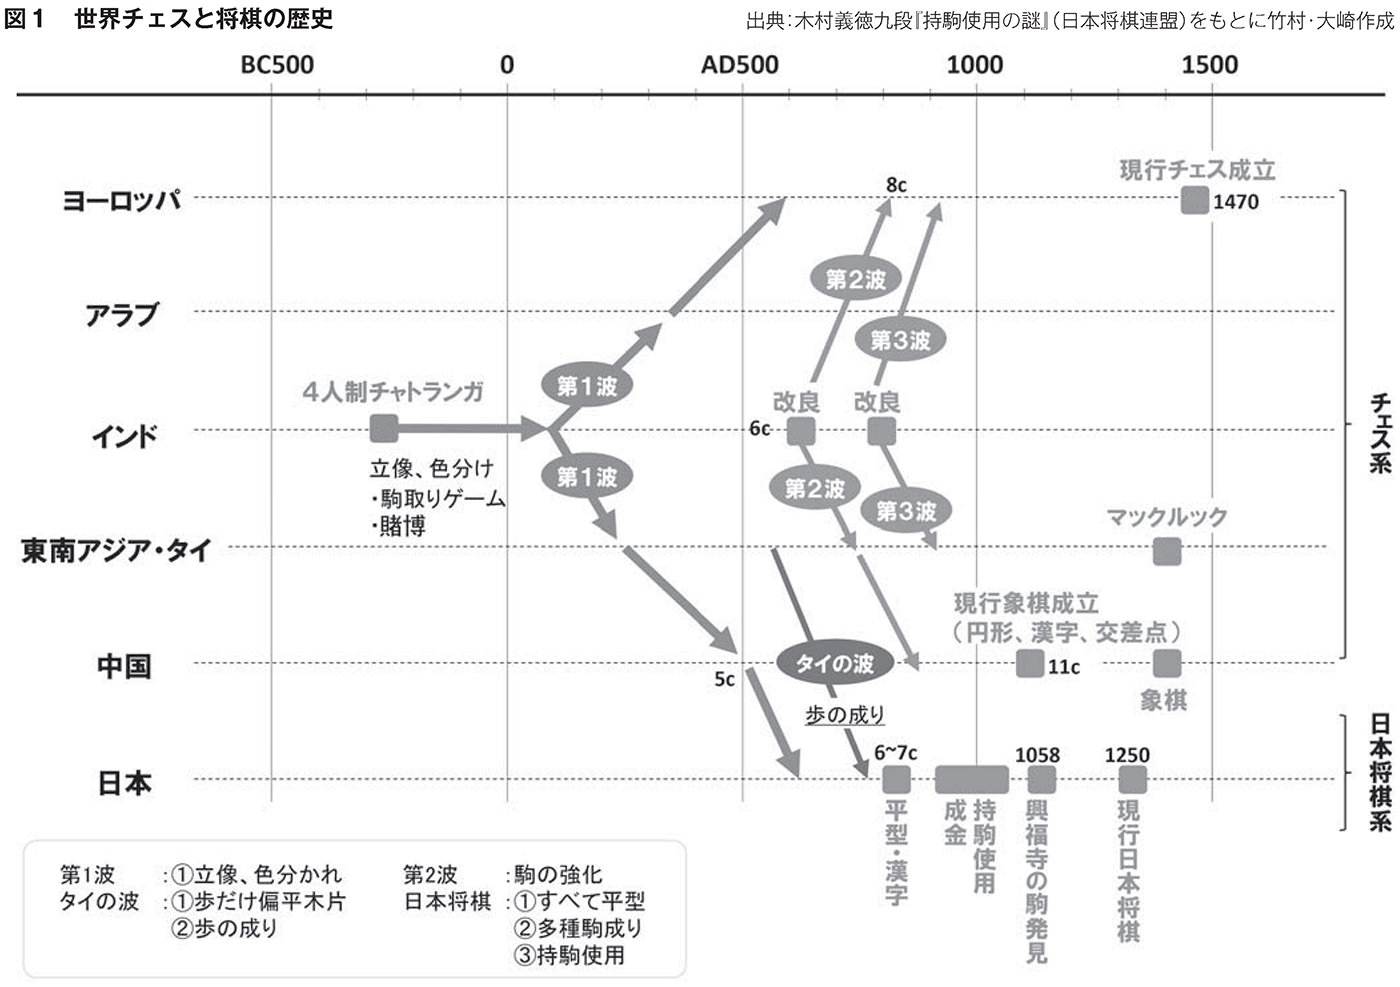 図1 世界チェスと将棋の歴史
出典：木村義徳九段『持駒使用の謎』（日本将棋連盟）をもとに竹村・大崎作成
BC500 0 AD500 1000 1500
現行チェス成立
ヨーロッパ
8c
1470
第2波
アラブ
第3波
第1波
4人制チャトランガ
改良 改良
インド
6c
チェス系
立像、色分け
・駒取りゲーム
・賭博
第1波
第2波
第3波
マックルック
東南アジア・タイ
現行象棋成立
（円形、漢字、交差点）
中国
タイの波
11c
5c
象棋
歩の成り
6~7c
1058
1250
日本
日本将棋系
平型・漢字
成金
持駒使用
興福寺の駒発見
現行日本将棋
第1波 ：①立像、色分かれ
タイの波 ：①歩だけ偏平木片
②歩の成り
第2波 ：駒の強化
日本将棋 ：①すべて平型
②多種駒成り
③持駒使用